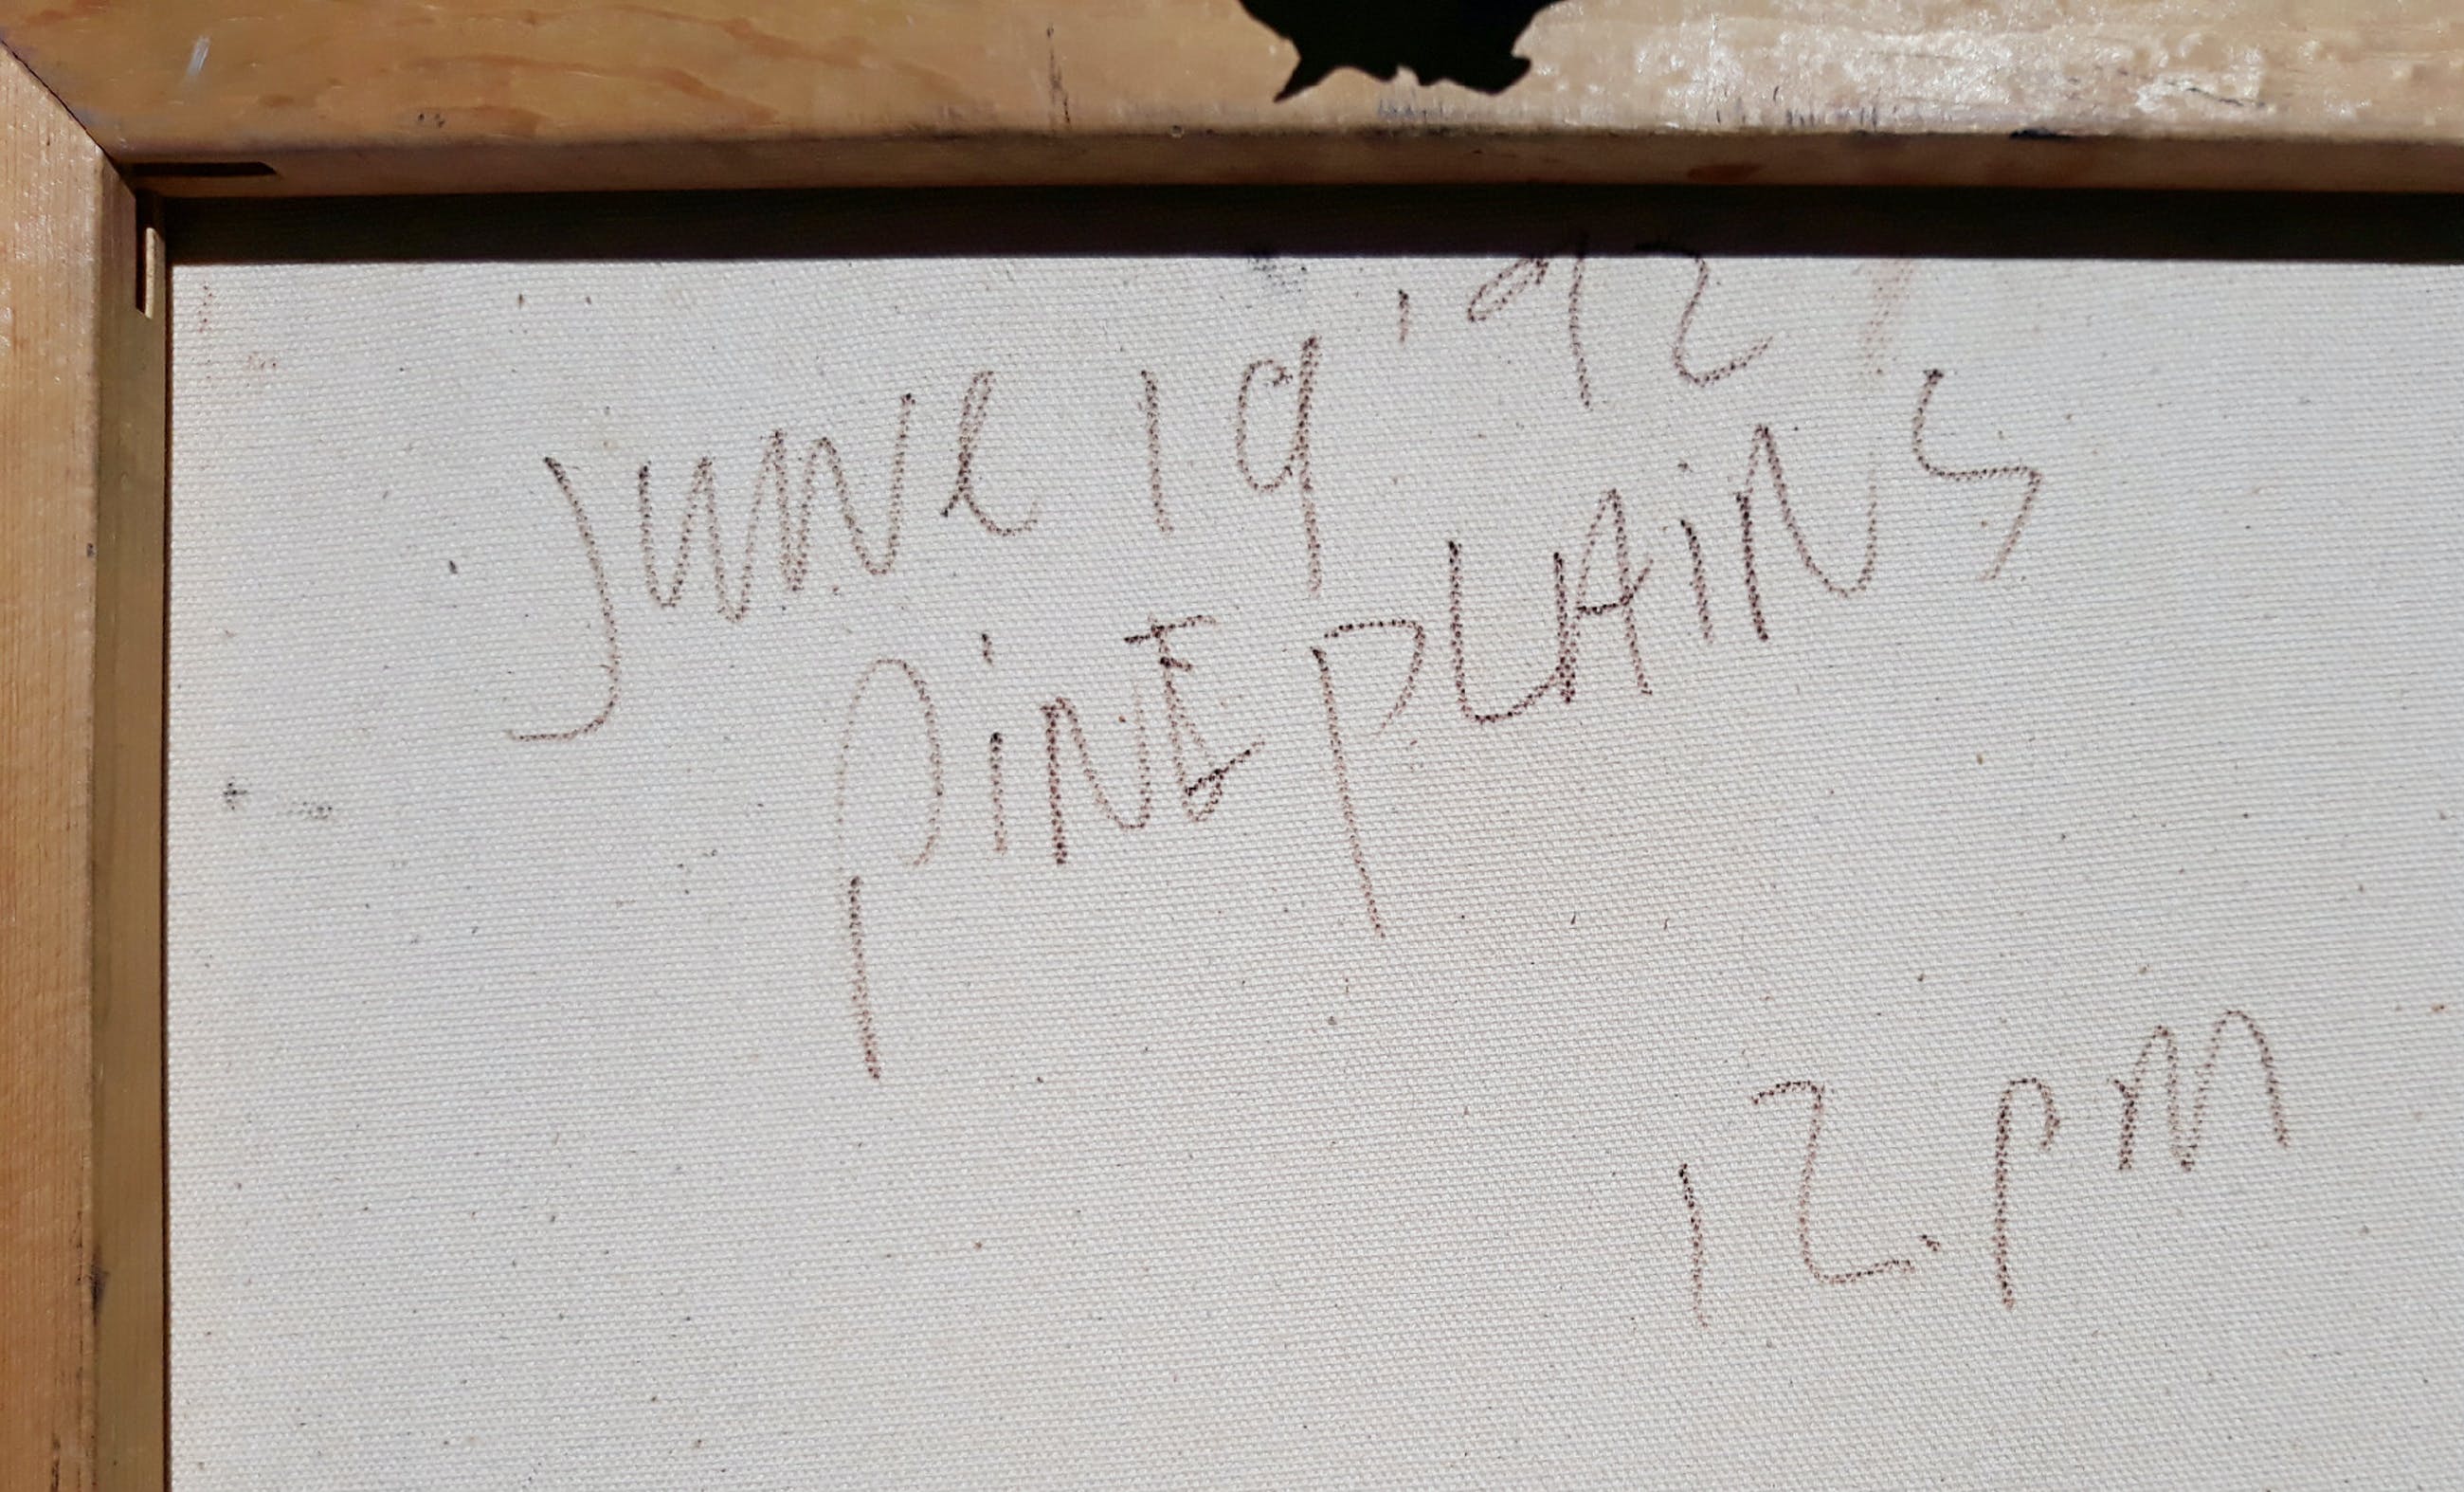 June 19 '92
PiNE PLAiNS
12. pm